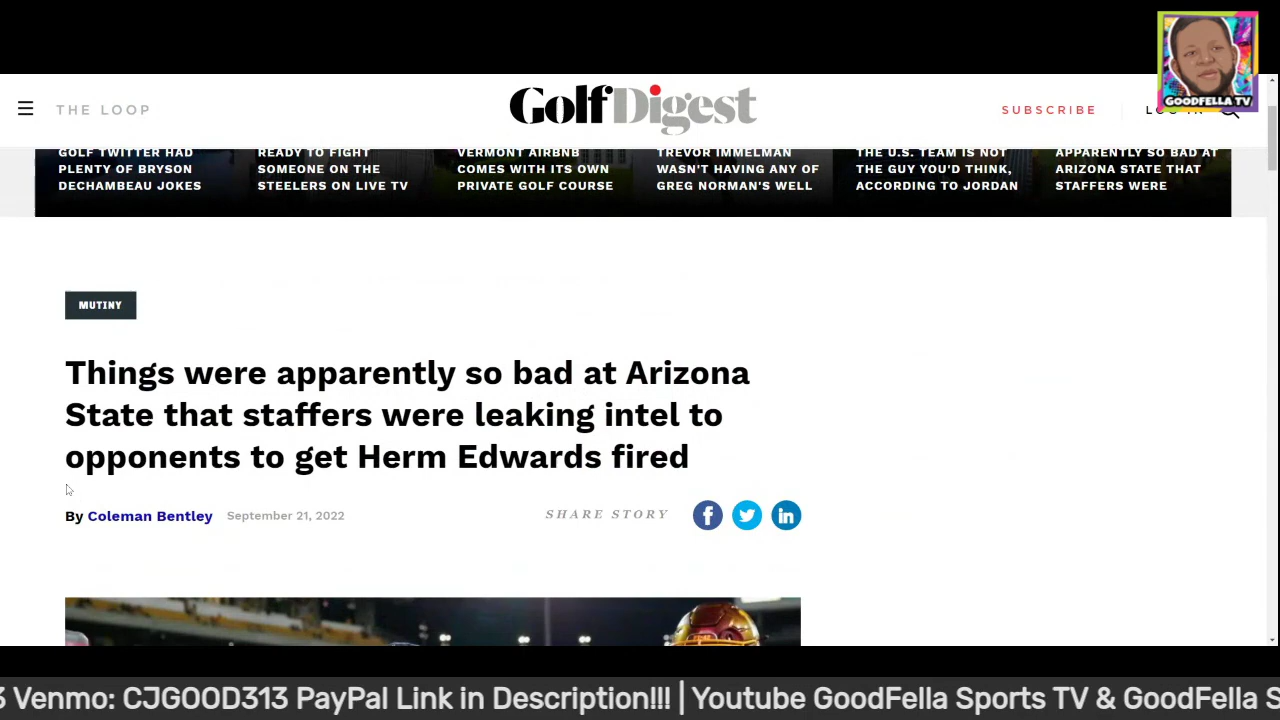 GOODFELLA TV
THE LOOP
GolfDigest
SUBSCRIBE
LOG IN
GOLF TWITTER HAD
PLENTY OF BRYSON
DECHAMBEAU JOKES
READY TO FIGHT
SOMEONE ON THE
STEELERS ON LIVE TV
VERMONT AIRBNB
COMES WITH ITS OWN
PRIVATE GOLF COURSE
TREVOR IMMELMAN
WASN'T HAVING ANY OF
GREG NORMAN'S WELL
THE U.S. TEAM IS NOT
THE GUY YOU'D THINK,
ACCORDING TO JORDAN
APPARENTLY SO BAD AT
ARIZONA STATE THAT
STAFFERS WERE
MUTINY
Things were apparently so bad at Arizona
State that staffers were leaking intel to
opponents to get Herm Edwards fired
By Coleman Bentley September 21, 2022
SHARE STORY
3 Venmo: CJGOOD313 PayPal Link in Description!!! | Youtube GoodFella Sports TV & GoodFella S